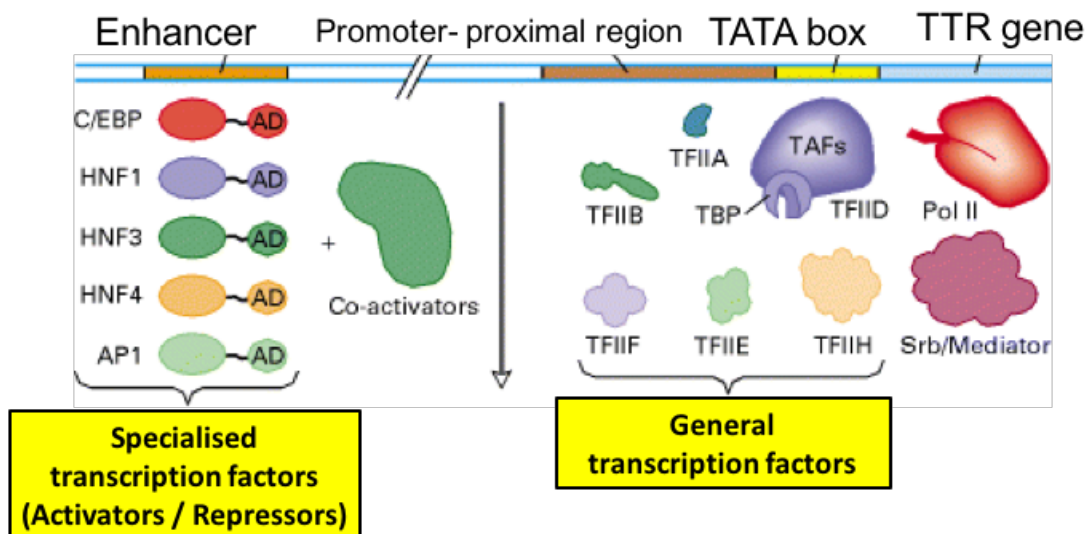 Enhancer
Promoter- proximal region
TATA box
TTR gene
C/EBP
AD
HNF1
AD
HNF3
AD
HNF4
AD
AP1
AD
+
Co-activators
TFIIA
TAFs
TFIIB
TBP
TFIID
Pol II
TFIIF
TFIIE
TFIIH
Srb/Mediator
Specialised
transcription factors
(Activators / Repressors)
General
transcription factors